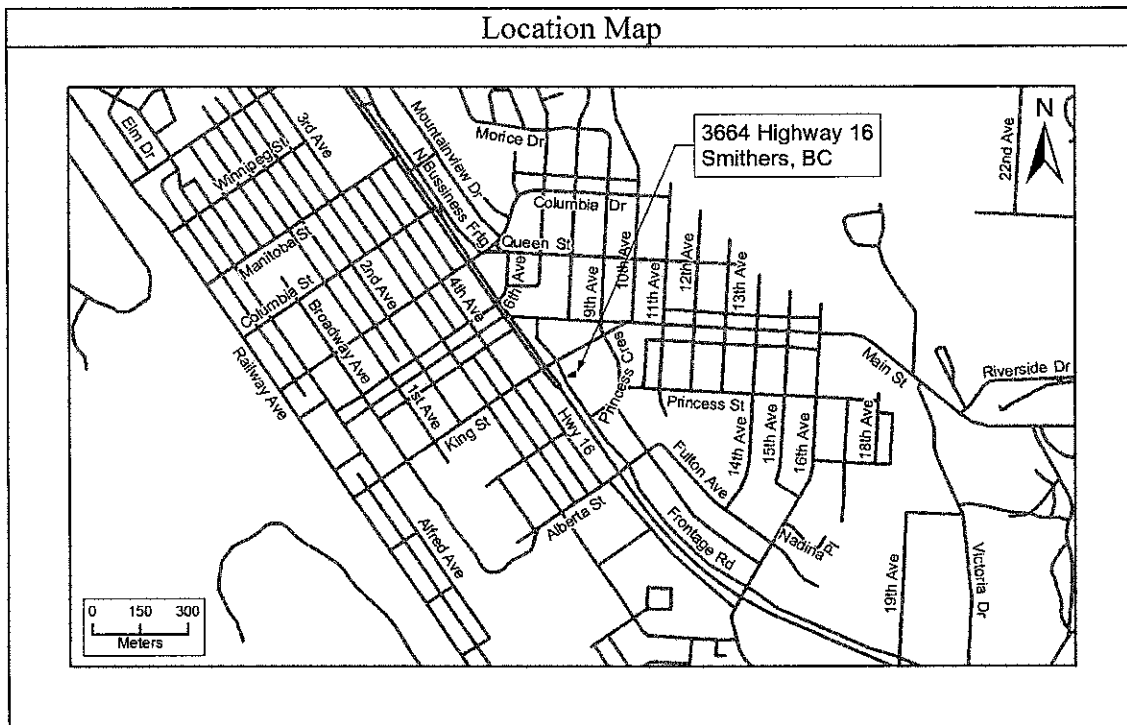 Location Map
N
3664 Highway 16
Smithers, BC
Elm Dr
Winnipeg St
3rd Ave
Mountainview Dr
N Bussiness Frtg
Morice Dr
22nd Ave
Columbia Dr
Manitoba St
Queen St
6th Ave
9th Ave
10th Ave
11th Ave
12th Ave
13th Ave
Columbia St
2nd Ave
4th Ave
Broadway Ave
Railway Ave
1st Ave
Princess Cres
Main St
Riverside Dr
King St
Hwy 16
Princess St
14th Ave
15th Ave
16th Ave
18th Ave
Fulton Ave
Alberta St
Frontage Rd
Nadina Pl
Alfred Ave
19th Ave
Victoria Dr
0 150 300
Meters